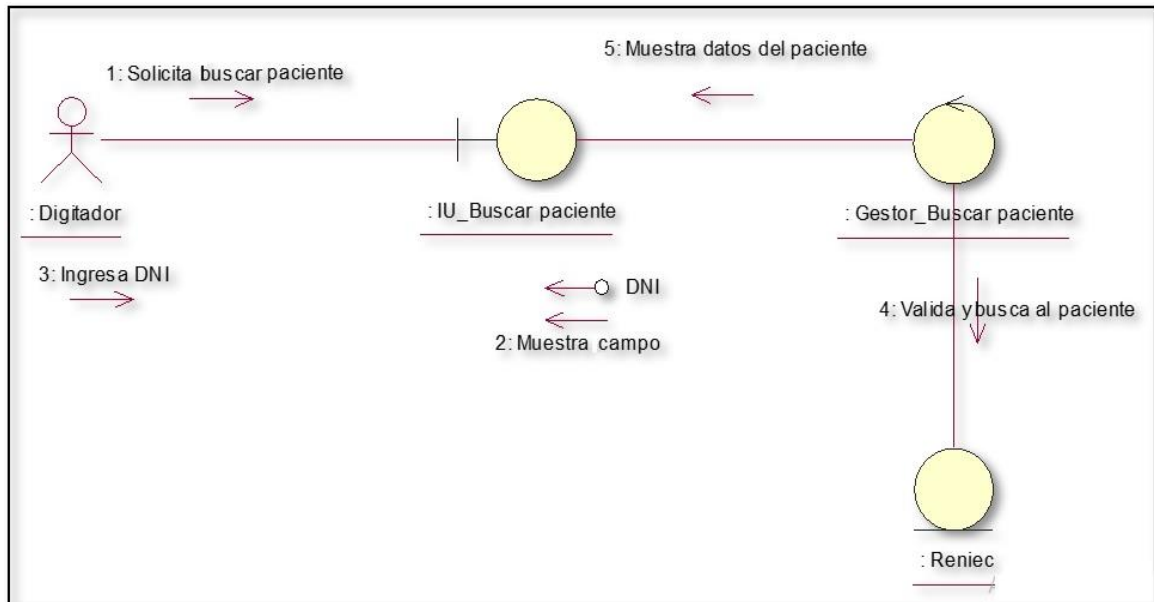 5: Muestra datos del paciente
1: Solicita buscar paciente
: Digitador
: IU_Buscar paciente
: Gestor_Buscar paciente
3: Ingresa DNI
DNI
4: Valida y busca al paciente
2: Muestra campo
: Reniec